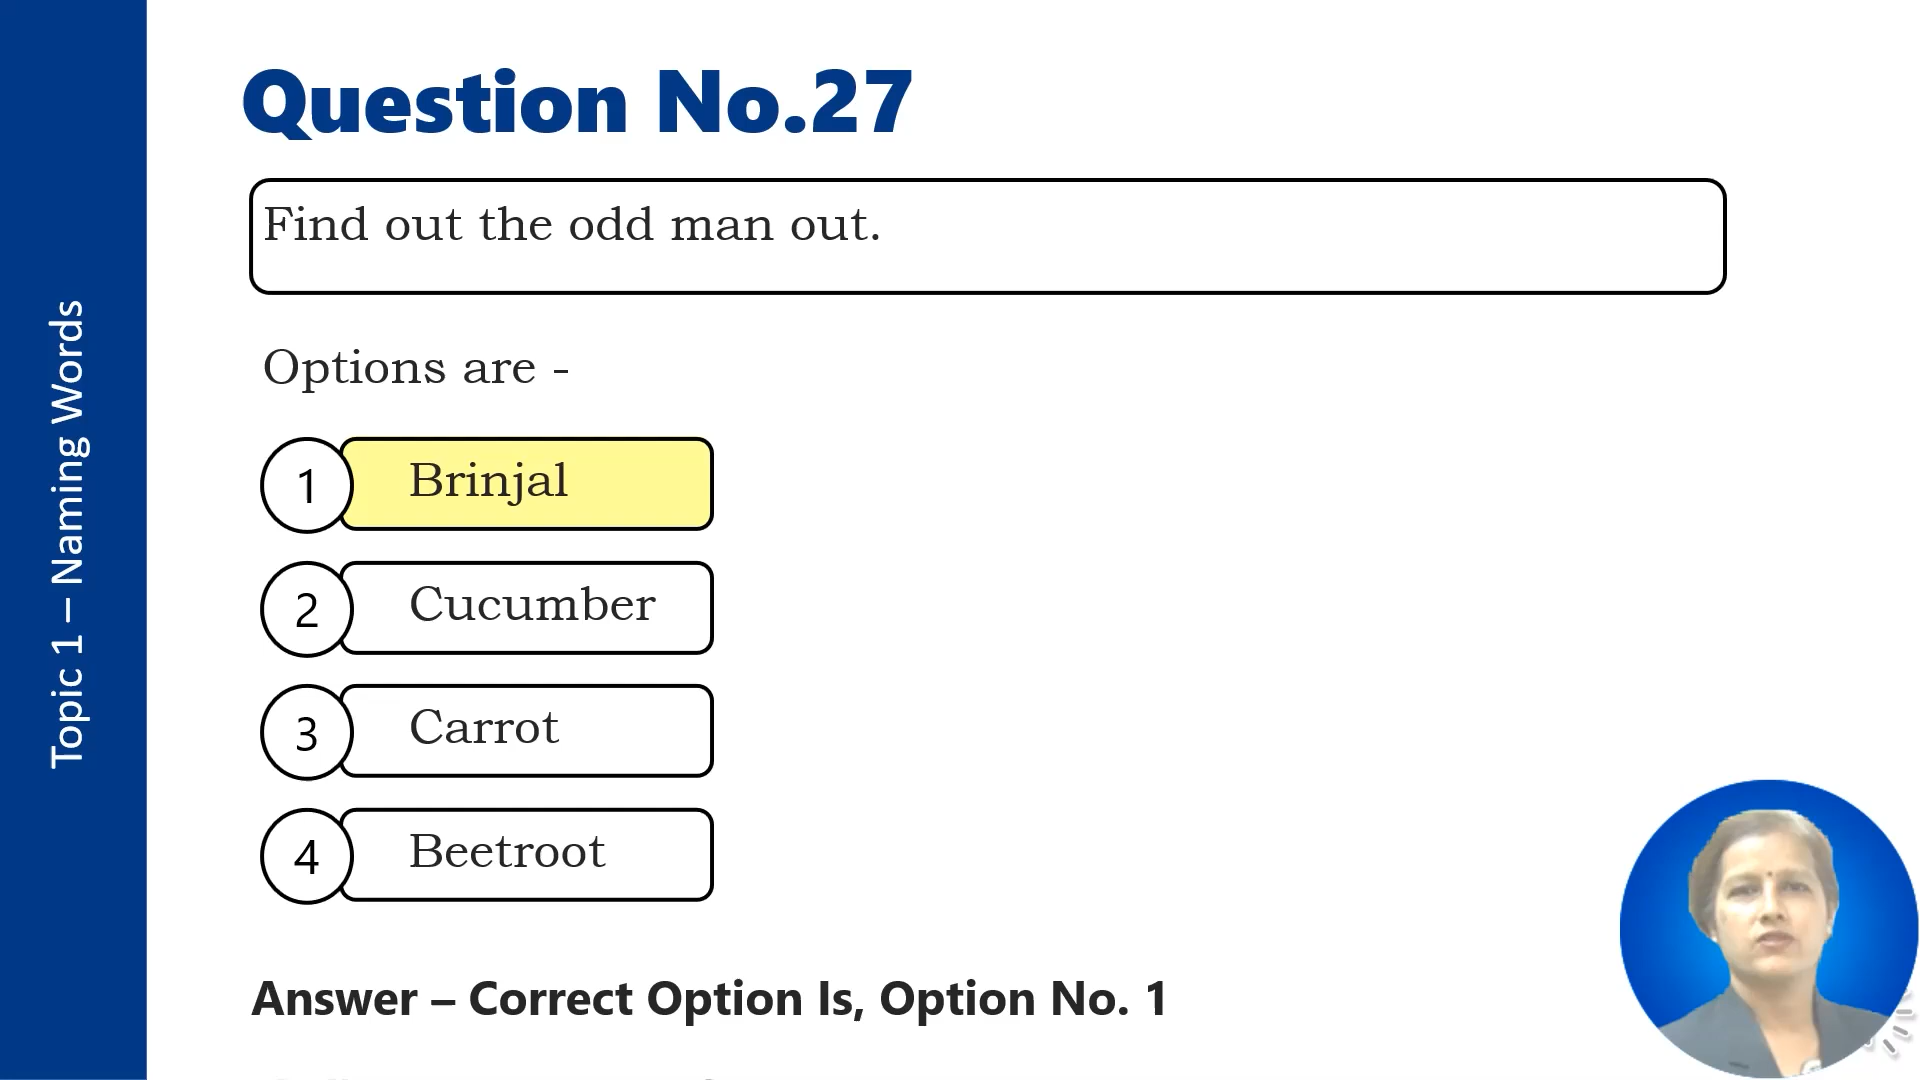 Topic 1 – Naming Words
Question No.27
Find out the odd man out.
Options are -
1 Brinjal
2 Cucumber
3 Carrot
4 Beetroot
Answer – Correct Option Is, Option No. 1